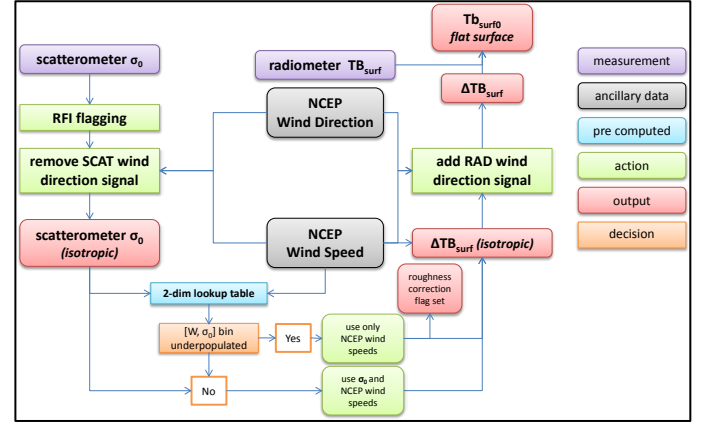 scatterometer σ₀
RFI flagging
remove SCAT wind
direction signal
scatterometer σ₀
(isotropic)
NCEP
Wind Direction
NCEP
Wind Speed
2-dim lookup table
[W, σ₀] bin
underpopulated
Yes
No
use only
NCEP wind
speeds
use σ₀ and
NCEP wind
speeds
roughness
correction
flag set
ΔTBsurf (isotropic)
add RAD wind
direction signal
ΔTBsurf
radiometer TBsurf
Tbsurf0
flat surface
measurement
ancillary data
pre computed
action
output
decision